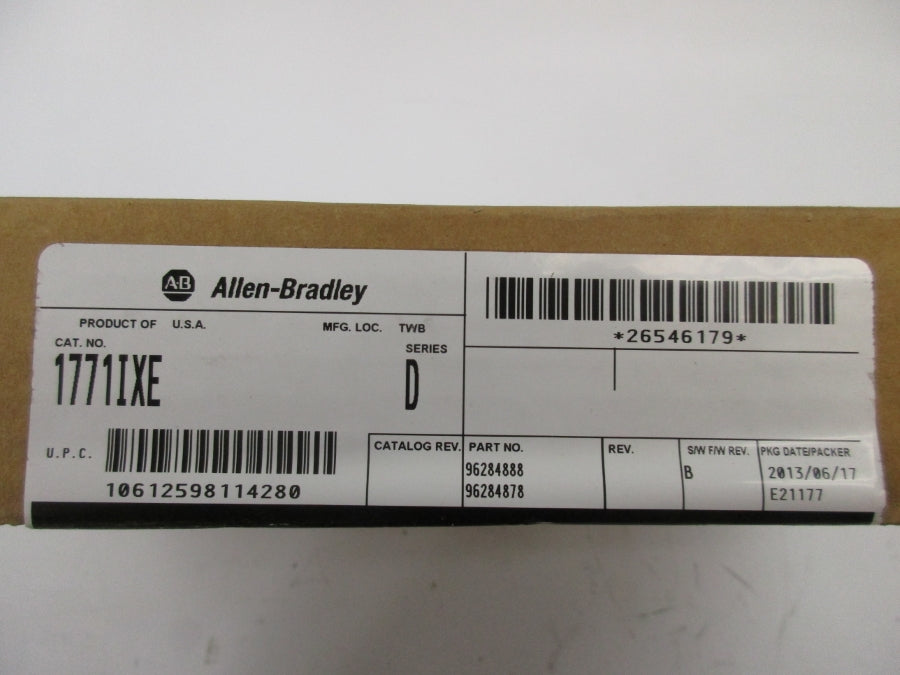 A-B Allen-Bradley
PRODUCT OF U.S.A. MFG. LOC. TWB
CAT. NO. SERIES
1771IXE D
U.P.C.
10612598114280
*26546179*
CATALOG REV. PART NO. REV. S/W F/W REV. PKG DATE/PACKER
96284888 B 2013/06/17
96284878 E21177